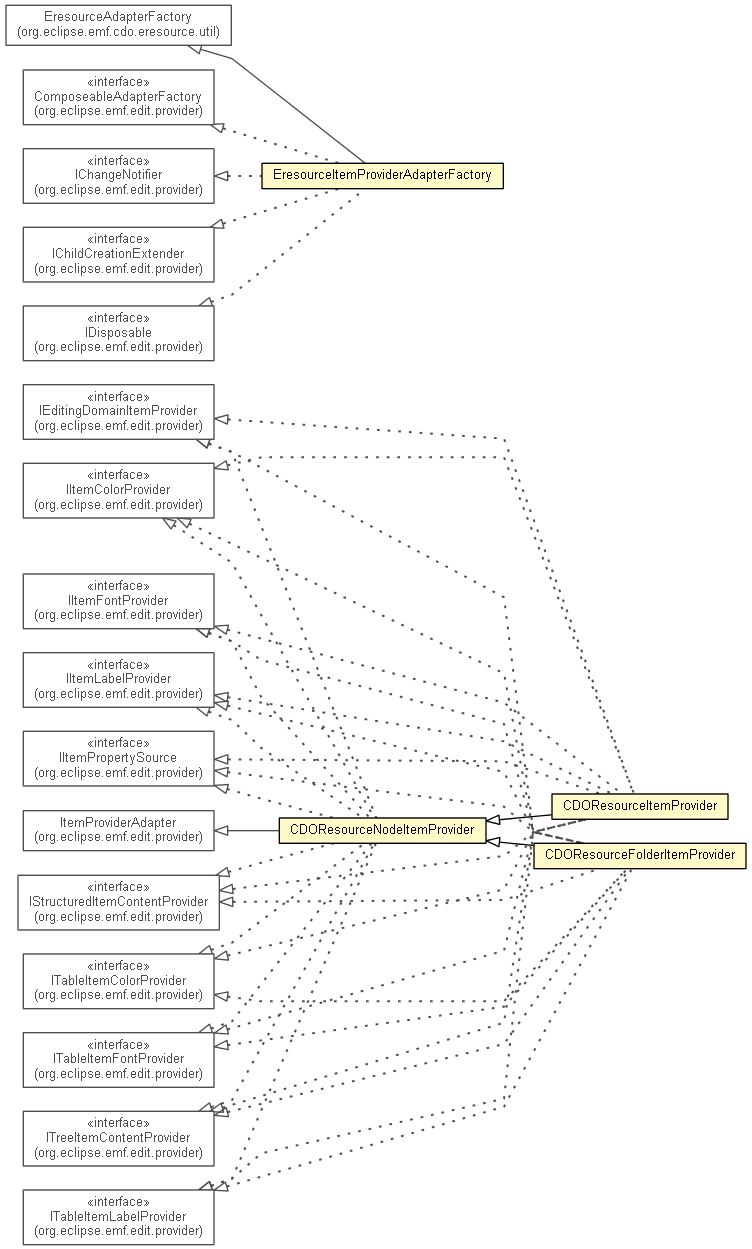 EresourceAdapterFactory
(org.eclipse.emf.cdo.eresource.util)
«interface»
ComposeableAdapterFactory
(org.eclipse.emf.edit.provider)
«interface»
IChangeNotifier
(org.eclipse.emf.edit.provider)
EresourceItemProviderAdapterFactory
«interface»
IChildCreationExtender
(org.eclipse.emf.edit.provider)
«interface»
IDisposable
(org.eclipse.emf.edit.provider)
«interface»
IEditingDomainItemProvider
(org.eclipse.emf.edit.provider)
«interface»
IItemColorProvider
(org.eclipse.emf.edit.provider)
«interface»
IItemFontProvider
(org.eclipse.emf.edit.provider)
«interface»
IItemLabelProvider
(org.eclipse.emf.edit.provider)
«interface»
IItemPropertySource
(org.eclipse.emf.edit.provider)
CDOResourceItemProvider
ItemProviderAdapter
(org.eclipse.emf.edit.provider)
CDOResourceNodeItemProvider
CDOResourceFolderItemProvider
«interface»
IStructuredItemContentProvider
(org.eclipse.emf.edit.provider)
«interface»
ITableItemColorProvider
(org.eclipse.emf.edit.provider)
«interface»
ITableItemFontProvider
(org.eclipse.emf.edit.provider)
«interface»
ITreeItemContentProvider
(org.eclipse.emf.edit.provider)
«interface»
ITableItemLabelProvider
(org.eclipse.emf.edit.provider)